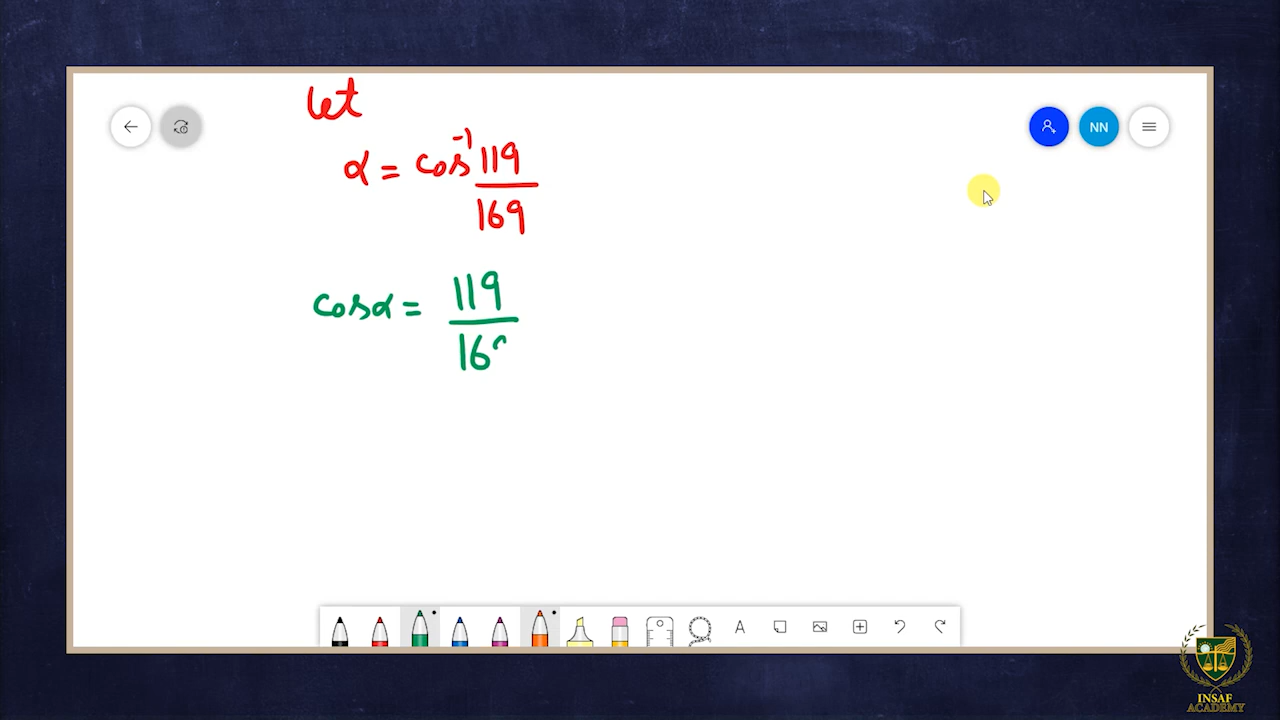 let
α = cos⁻¹ 119
169
cosα = 119
16
NN
A
INSAF
ACADEMY